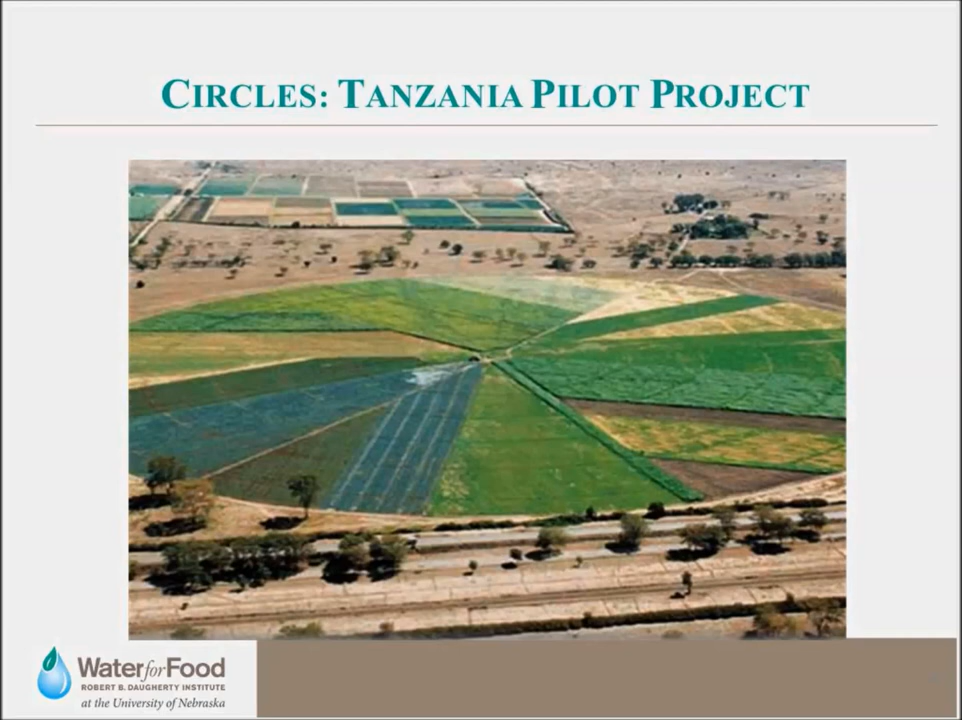 CIRCLES: TANZANIA PILOT PROJECT
Water for Food
ROBERT B. DAUGHERTY INSTITUTE
at the University of Nebraska